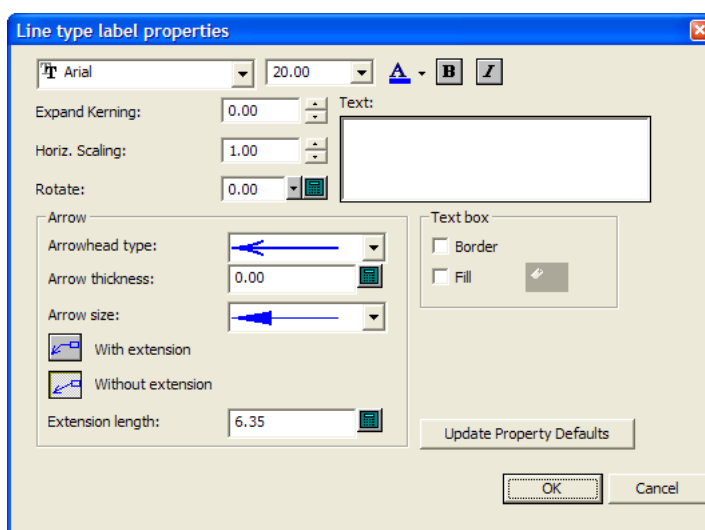 Line type label properties
Arial
20.00
A
B
I
Expand Kerning:
0.00
Text:
Horiz. Scaling:
1.00
Rotate:
0.00
Arrow
Text box
Arrowhead type:
Border
Arrow thickness:
0.00
Fill
Arrow size:
With extension
Without extension
Extension length:
6.35
Update Property Defaults
OK
Cancel